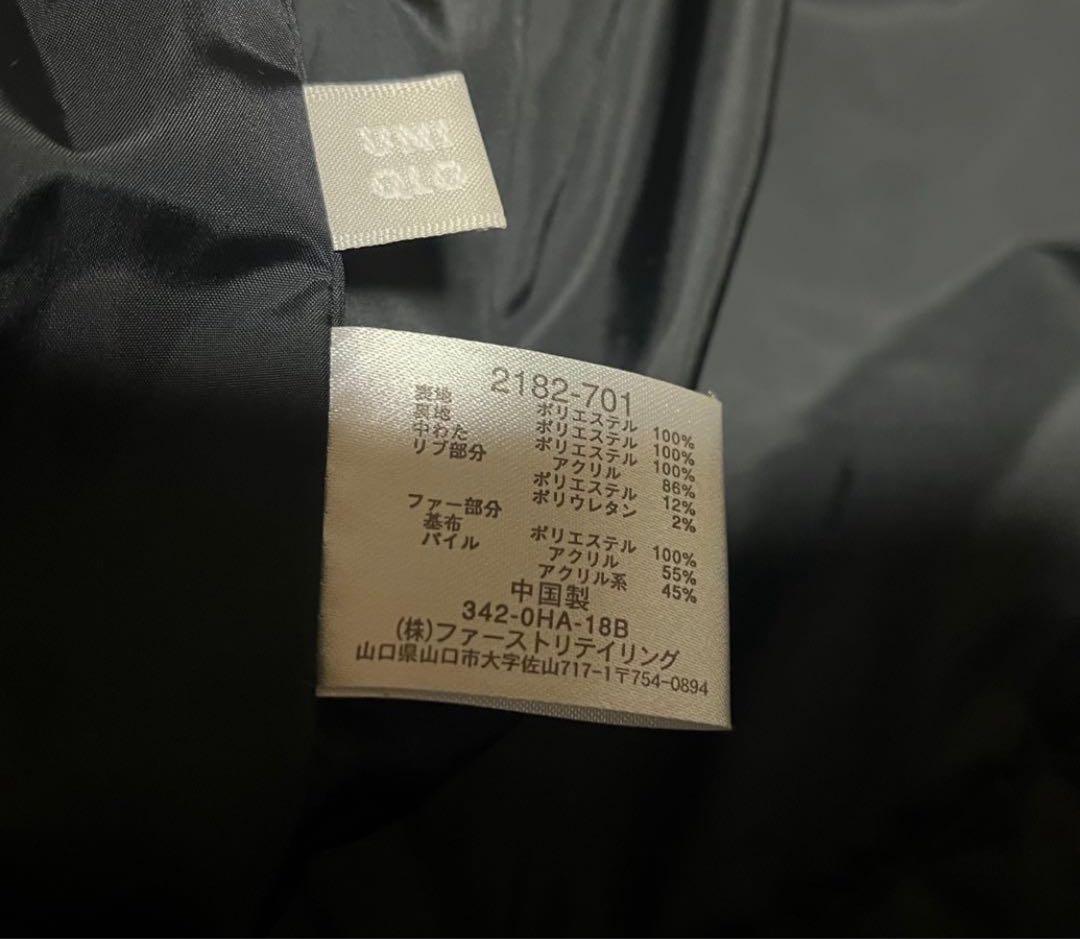 2182-701
表地 ポリエステル 100%
裏地 ポリエステル 100%
中わた ポリエステル 100%
リブ部分 アクリル 86%
ポリエステル 12%
ポリウレタン 2%
ファー部分
基布 ポリエステル 100%
パイル アクリル 55%
アクリル系 45%
中国製
342-0HA-18B
(株)ファーストリテイリング
山口県山口市大字佐山717-1〒754-0894